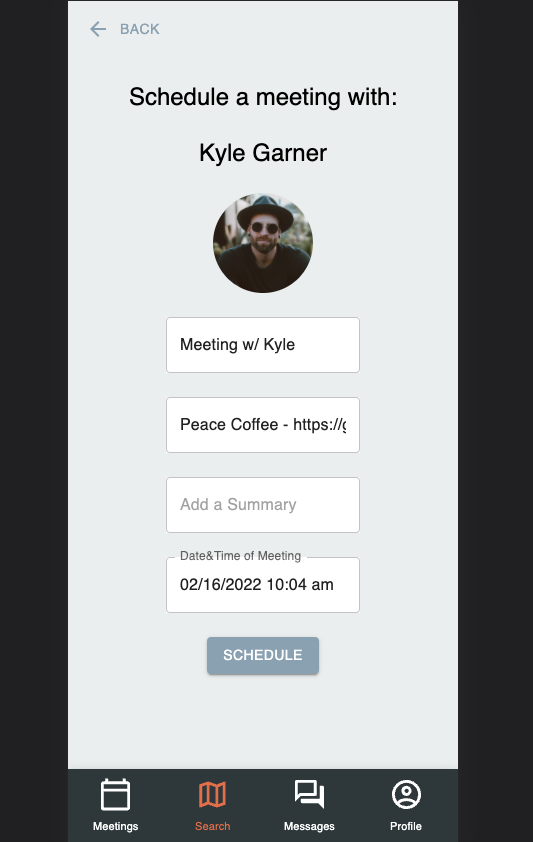 BACK
Schedule a meeting with:
Kyle Garner
Meeting w/ Kyle
Peace Coffee - https://g
Add a Summary
Date&Time of Meeting
02/16/2022 10:04 am
SCHEDULE
Meetings
Search
Messages
Profile